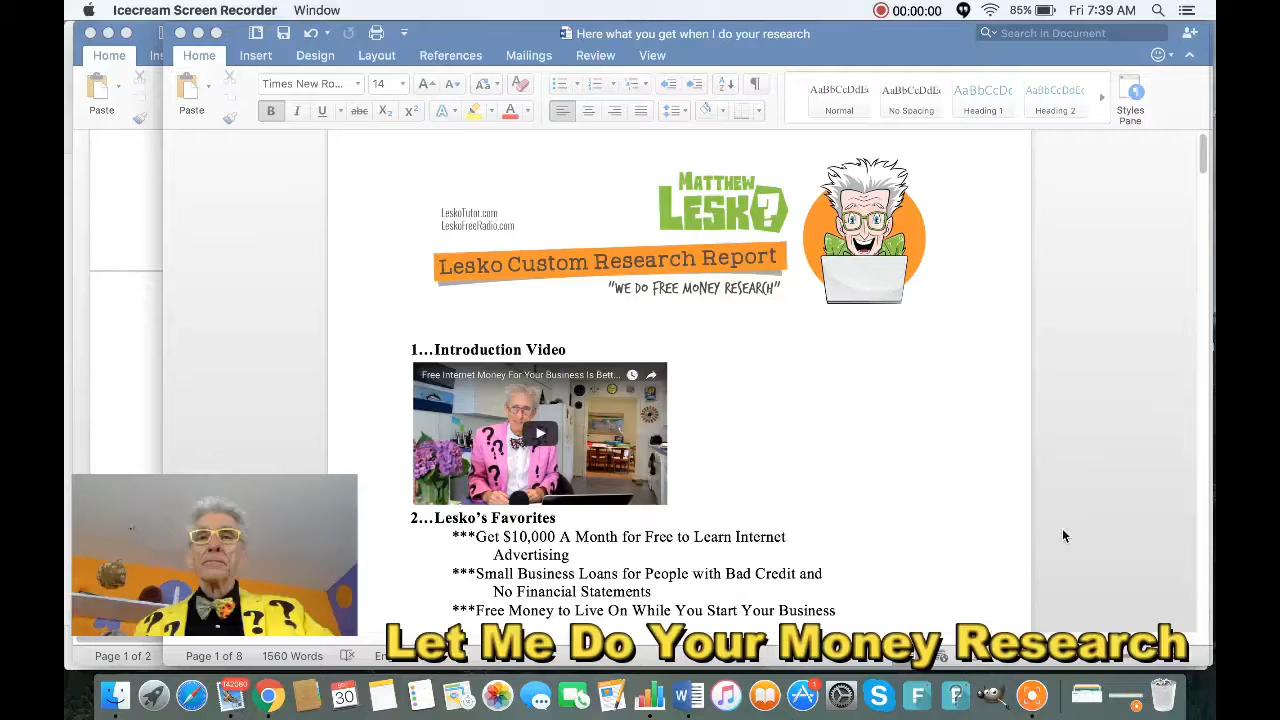 Icecream Screen Recorder Window 00:00:00 85% Fri 7:39 AM
Here what you get when I do your research
Search in Document
Home
Home Insert Design Layout References Mailings Review View
Paste
Paste
Times New Ro... 14
B I U abc X₂ X²
AaBbCcDdEe AaBbCcDdEe AaBbCcDc AaBbCcDdEe
Normal No Spacing Heading 1 Heading 2
Styles
Pane
MATTHEW
LESKO?
LeskoTutor.com
LeskoFreeRadio.com
Lesko Custom Research Report
"WE DO FREE MONEY RESEARCH"
1…Introduction Video
Free Internet Money For Your Business Is Bett...
2…Lesko's Favorites
***Get $10,000 A Month for Free to Learn Internet
Advertising
***Small Business Loans for People with Bad Credit and
No Financial Statements
***Free Money to Live On While You Start Your Business
Let Me Do Your Money Research
Page 1 of 2 Page 1 of 8 1560 Words
142060
30
1